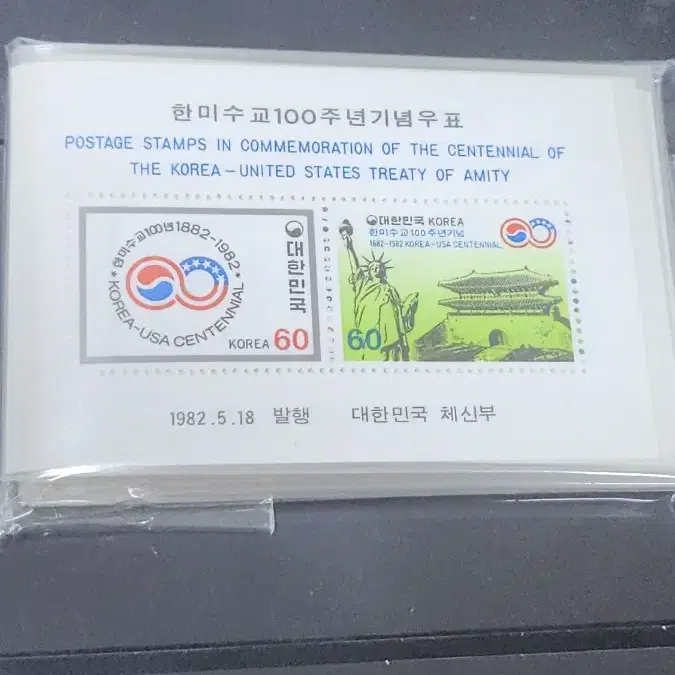 한미수교100주년기념우표
POSTAGE STAMPS IN COMMEMORATION OF THE CENTENNIAL OF
THE KOREA-UNITED STATES TREATY OF AMITY
★한미수교100년1882-1982★
KOREA-USA CENTENNIAL
대한민국
KOREA 60
대한민국 KOREA
한미수교100주년기념
1882-1982 KOREA-USA CENTENNIAL
60
1982.5.18 발행 대한민국 체신부